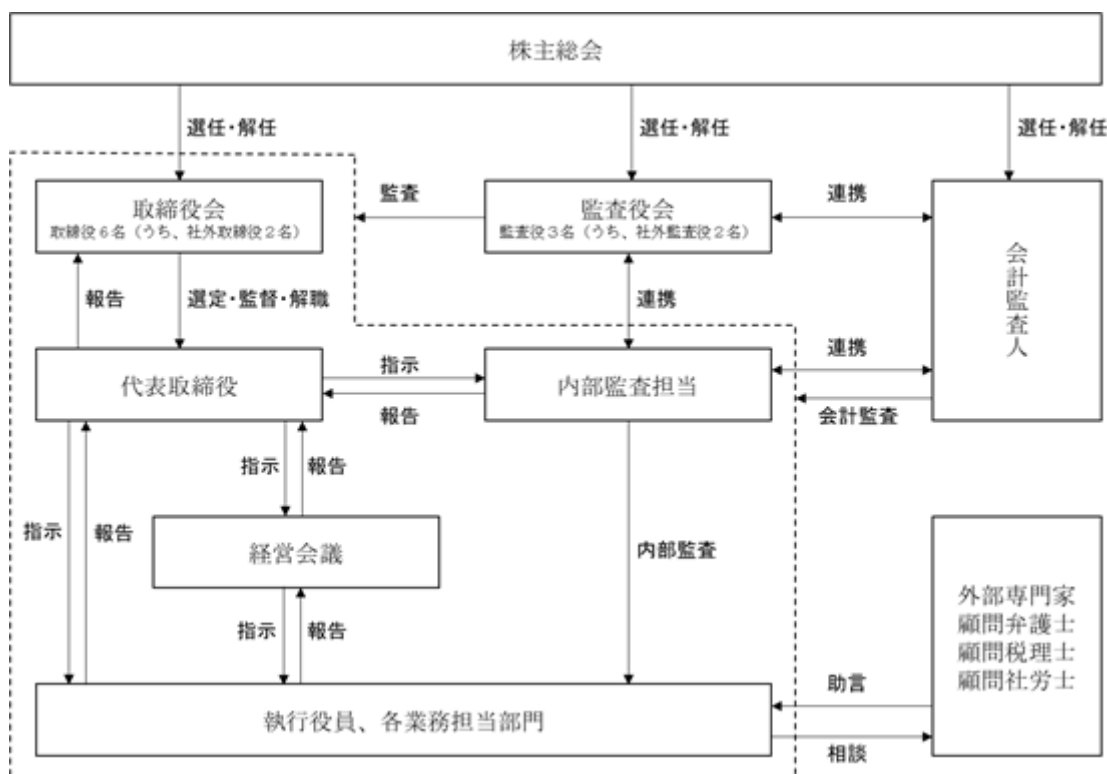 株主総会
選任・解任
選任・解任
選任・解任
取締役会
取締役6名(うち、社外取締役2名)
監査
監査役会
監査役3名(うち、社外監査役2名)
連携
会計監査人
報告
選定・監督・解職
連携
代表取締役
指示
報告
内部監査担当
連携
会計監査
指示
報告
指示
報告
経営会議
内部監査
指示
報告
外部専門家
顧問弁護士
顧問税理士
顧問社労士
執行役員、各業務担当部門
助言
相談